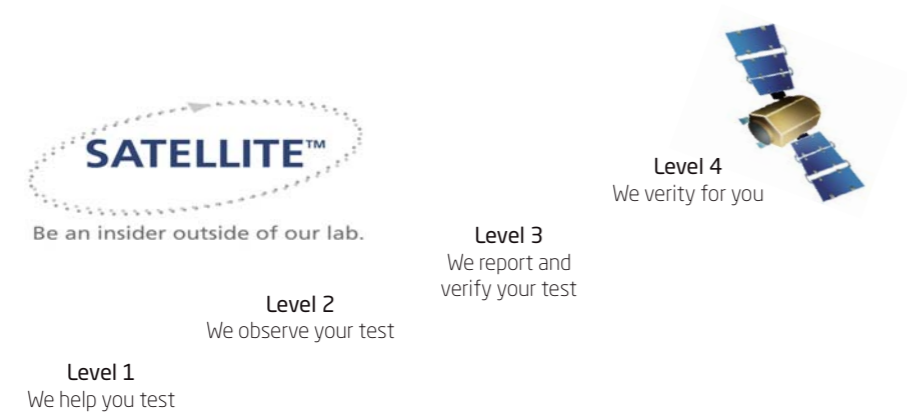 SATELLITE™
Be an insider outside of our lab.
Level 4
We verity for you
Level 3
We report and
verify your test
Level 2
We observe your test
Level 1
We help you test